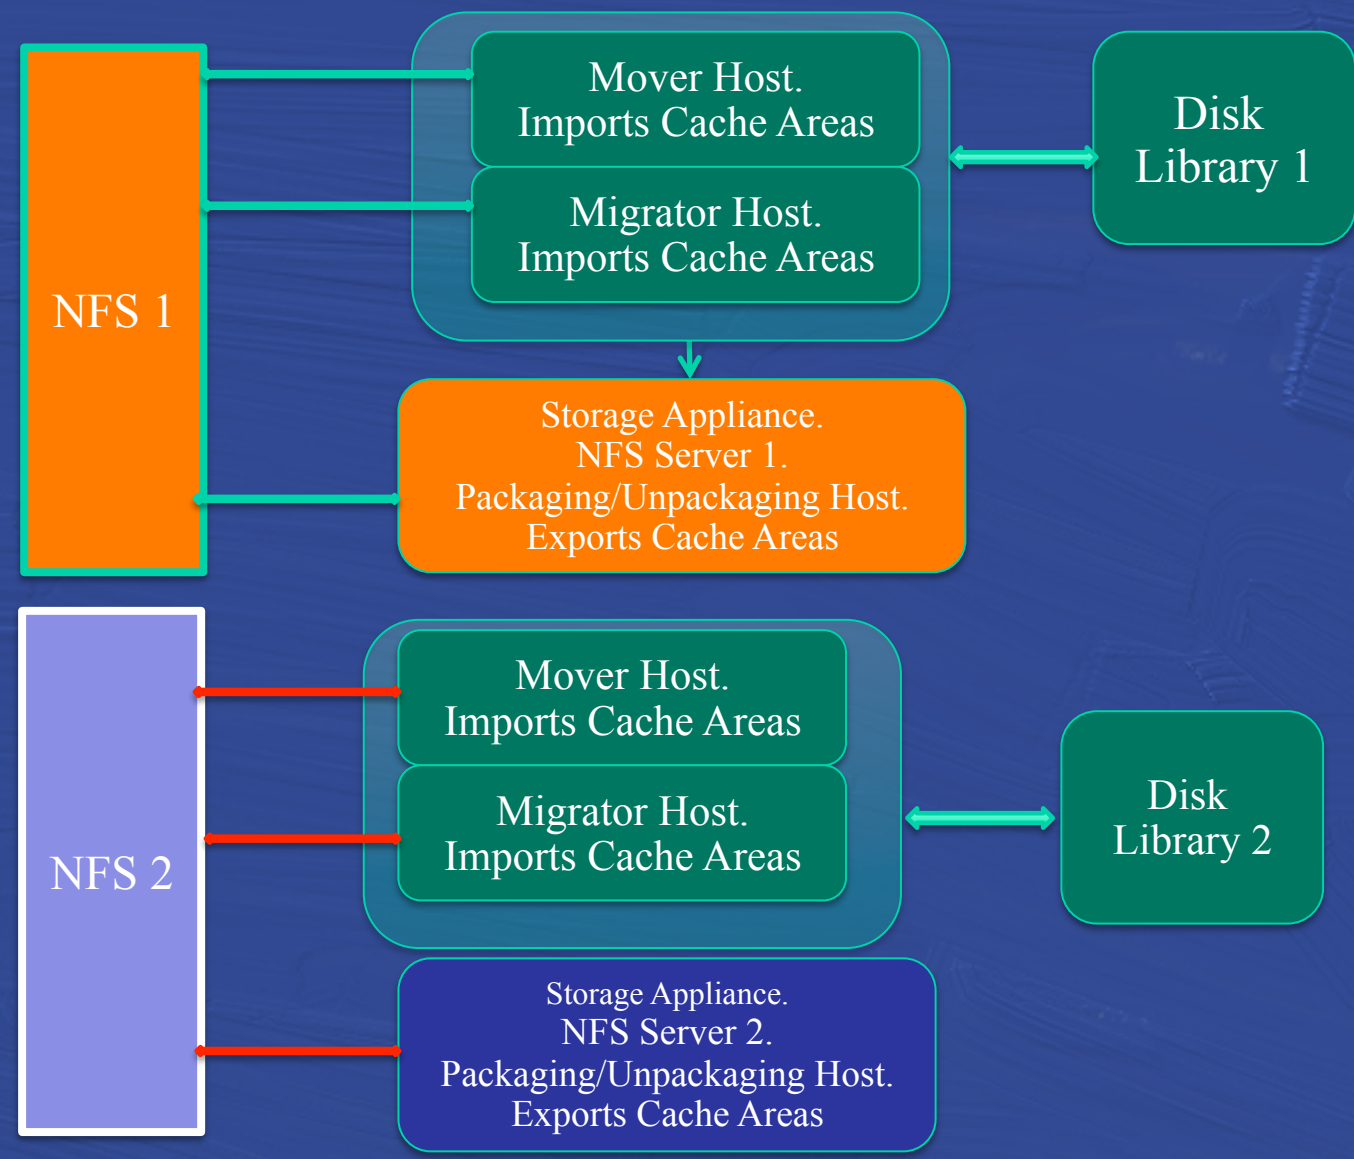 NFS 1
Mover Host.
Imports Cache Areas
Migrator Host.
Imports Cache Areas
Disk
Library 1
Storage Appliance.
NFS Server 1.
Packaging/Unpackaging Host.
Exports Cache Areas
NFS 2
Mover Host.
Imports Cache Areas
Migrator Host.
Imports Cache Areas
Disk
Library 2
Storage Appliance.
NFS Server 2.
Packaging/Unpackaging Host.
Exports Cache Areas